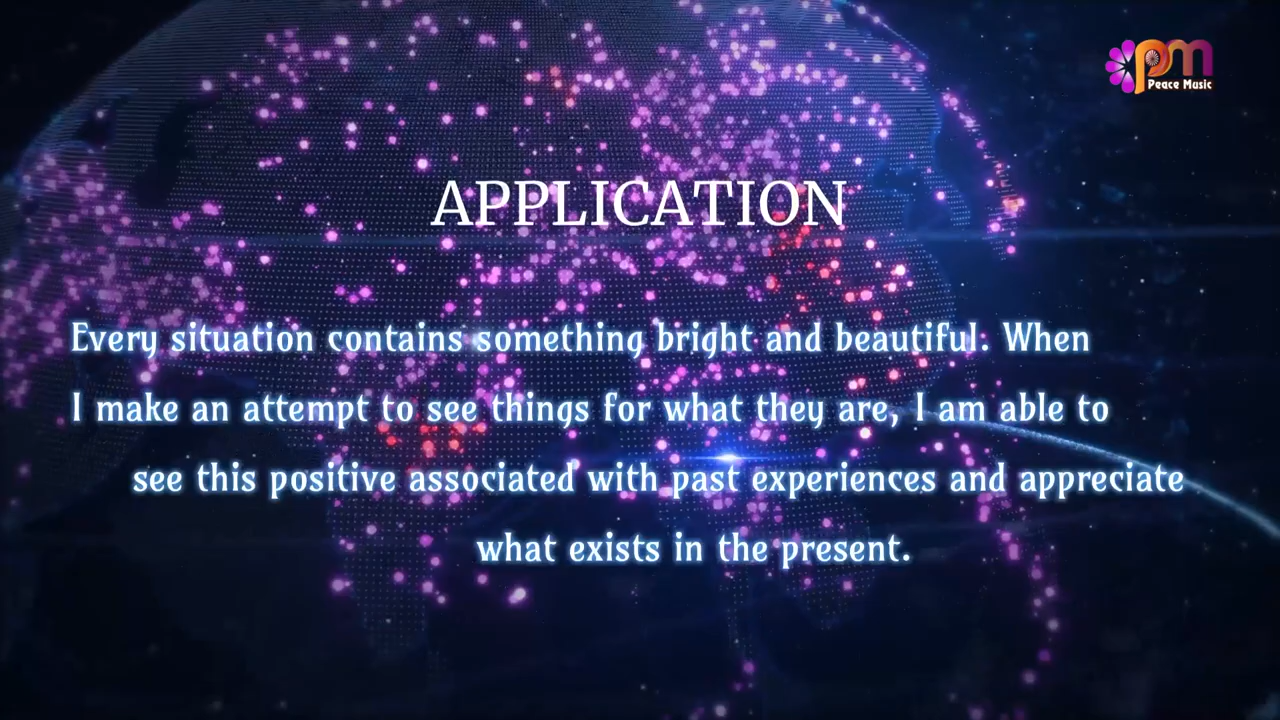 pm
Peace Music
APPLICATION
Every situation contains something bright and beautiful. When
I make an attempt to see things for what they are, I am able to
see this positive associated with past experiences and appreciate
what exists in the present.